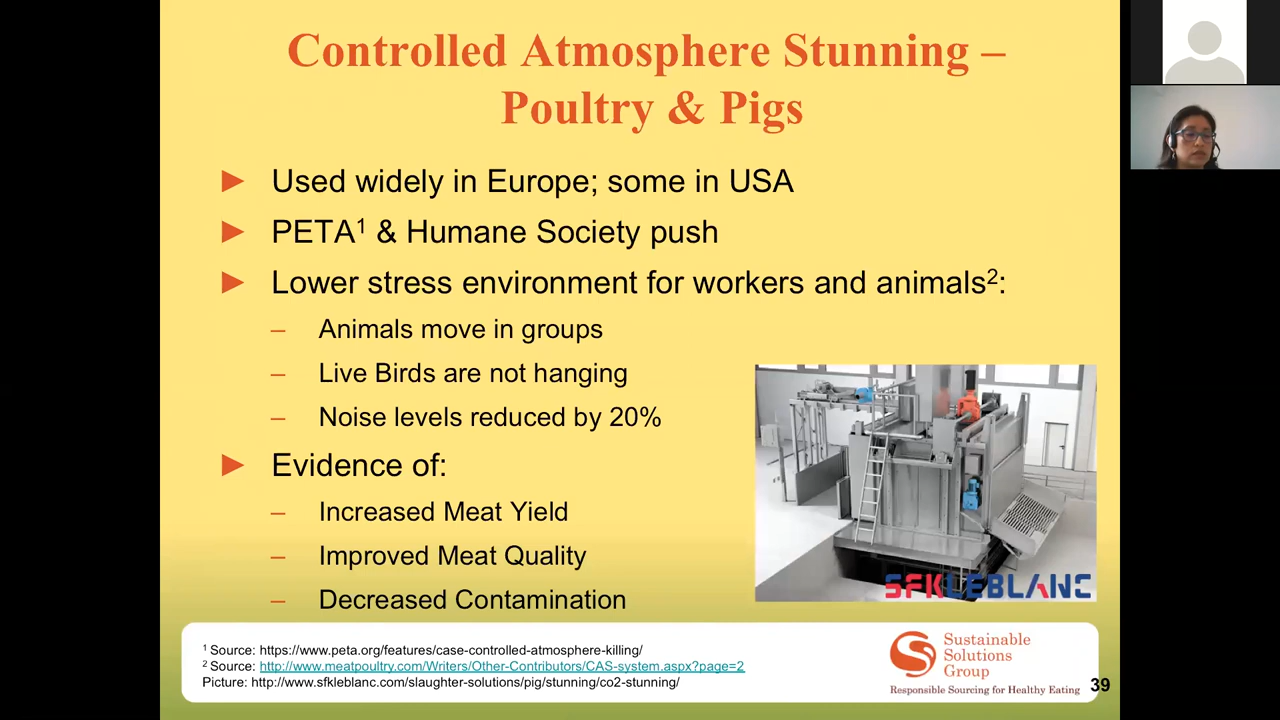 Controlled Atmosphere Stunning –
Poultry & Pigs
► Used widely in Europe; some in USA
► PETA¹ & Humane Society push
► Lower stress environment for workers and animals²:
– Animals move in groups
– Live Birds are not hanging
– Noise levels reduced by 20%
► Evidence of:
– Increased Meat Yield
– Improved Meat Quality
– Decreased Contamination
SFKLEBLANC
¹ Source: https://www.peta.org/features/case-controlled-atmosphere-killing/
² Source: http://www.meatpoultry.com/Writers/Other-Contributors/CAS-system.aspx?page=2
Picture: http://www.sfkleblanc.com/slaughter-solutions/pig/stunning/co2-stunning/
Sustainable
Solutions
Group
Responsible Sourcing for Healthy Eating
39